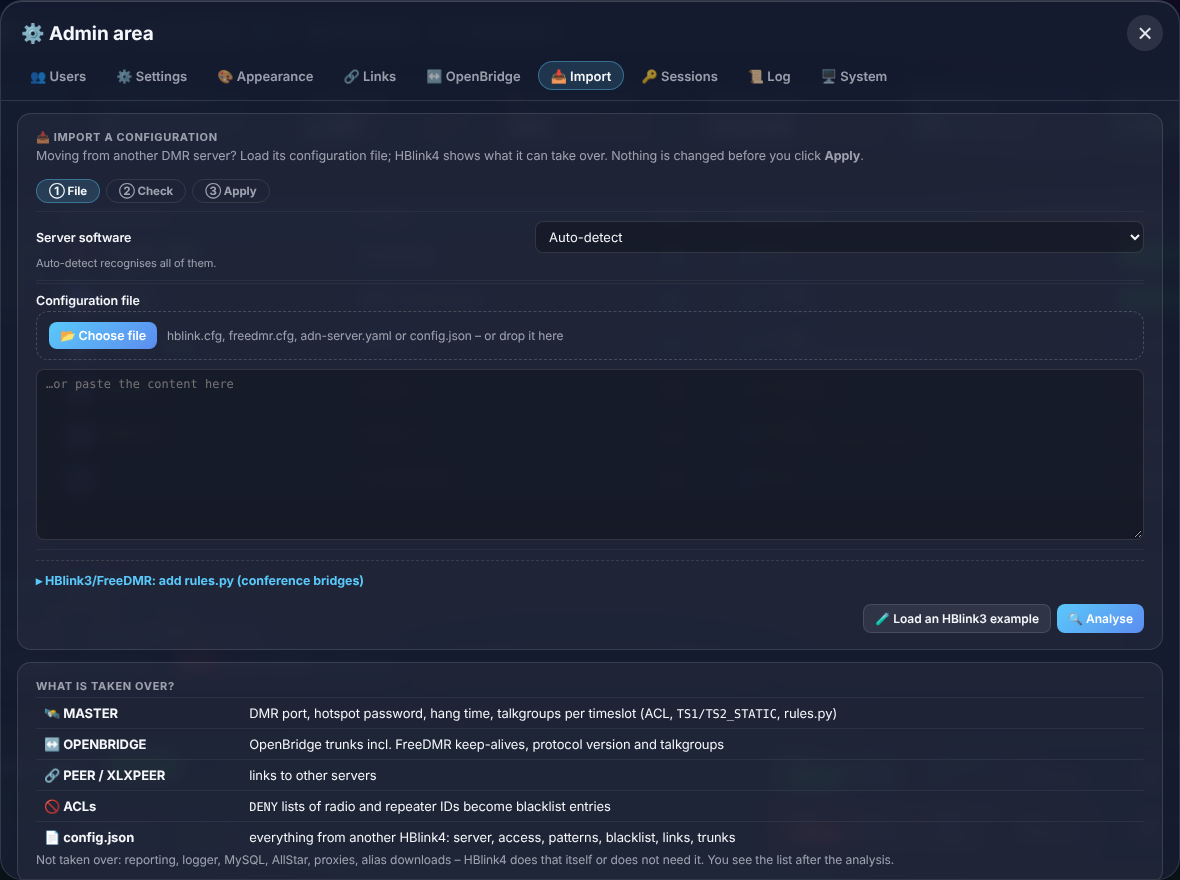 ⚙️ Admin area
✕
👥 Users ⚙️ Settings 🎨 Appearance 🔗 Links ↔️ OpenBridge 📥 Import 🔑 Sessions 📜 Log 🖥️ System
📥 IMPORT A CONFIGURATION
Moving from another DMR server? Load its configuration file; HBlink4 shows what it can take over. Nothing is changed before you click Apply.
① File ② Check ③ Apply
Server software Auto-detect
Auto-detect recognises all of them.
Configuration file
📂 Choose file hblink.cfg, freedmr.cfg, adn-server.yaml or config.json – or drop it here
…or paste the content here
▸ HBlink3/FreeDMR: add rules.py (conference bridges)
🧪 Load an HBlink3 example 🔍 Analyse
WHAT IS TAKEN OVER?
🛰️ MASTER DMR port, hotspot password, hang time, talkgroups per timeslot (ACL, TS1/TS2_STATIC, rules.py)
↔️ OPENBRIDGE OpenBridge trunks incl. FreeDMR keep-alives, protocol version and talkgroups
🔗 PEER / XLXPEER links to other servers
🚫 ACLs DENY lists of radio and repeater IDs become blacklist entries
📄 config.json everything from another HBlink4: server, access, patterns, blacklist, links, trunks
Not taken over: reporting, logger, MySQL, AllStar, proxies, alias downloads – HBlink4 does that itself or does not need it. You see the list after the analysis.